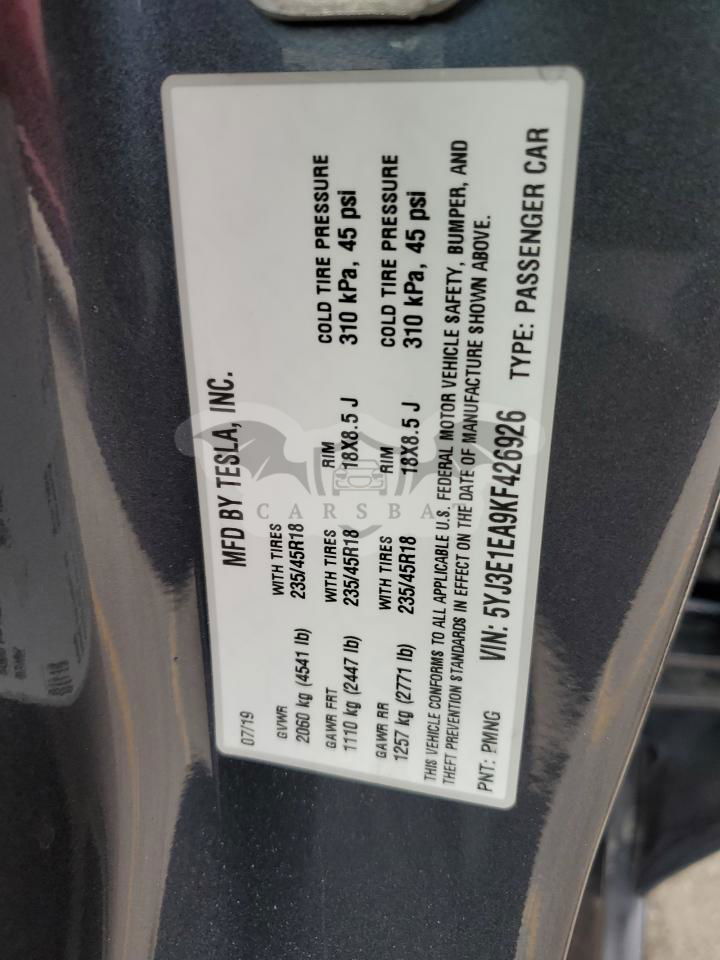 07/19 MFD BY TESLA, INC.
GVWR WITH TIRES
2060 kg (4541 lb) 235/45R18
GAWR FRT WITH TIRES RIM COLD TIRE PRESSURE
1110 kg (2447 lb) 235/45R18 18X8.5 J 310 kPa, 45 psi
GAWR RR WITH TIRES RIM COLD TIRE PRESSURE
1257 kg (2771 lb) 235/45R18 18X8.5 J 310 kPa, 45 psi
THIS VEHICLE CONFORMS TO ALL APPLICABLE U.S. FEDERAL MOTOR VEHICLE SAFETY, BUMPER, AND
THEFT PREVENTION STANDARDS IN EFFECT ON THE DATE OF MANUFACTURE SHOWN ABOVE.
PNT: PMNG VIN: 5YJ3E1EA9KF426926 TYPE: PASSENGER CAR
CARSBAT